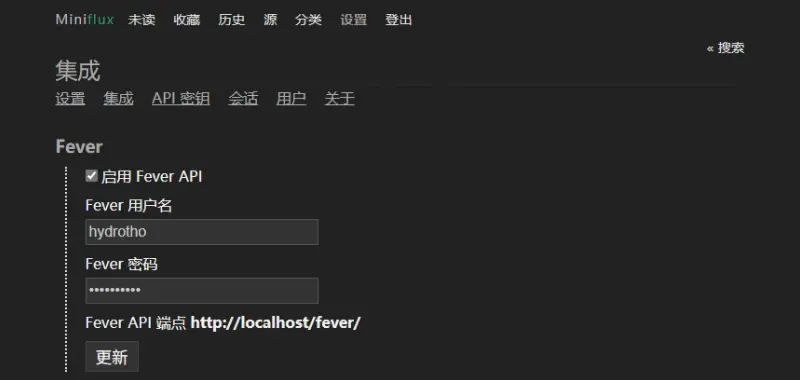 Miniflux 未读 收藏 历史 源 分类 设置 登出
« 搜索
集成
设置 集成 API 密钥 会话 用户 关于
Fever
启用 Fever API
Fever 用户名
hydrotho
Fever 密码
••••••••••
Fever API 端点 http://localhost/fever/
更新